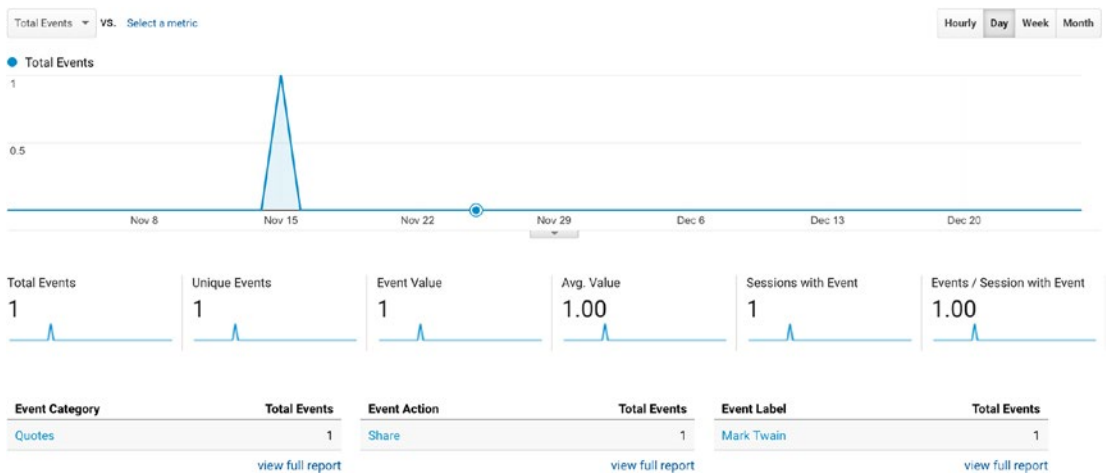 Total Events VS. Select a metric Hourly Day Week Month
Total Events
1
0.5
Nov 8 Nov 15 Nov 22 Nov 29 Dec 6 Dec 13 Dec 20
Total Events Unique Events Event Value Avg. Value Sessions with Event Events / Session with Event
1 1 1 1.00 1 1.00
Event Category Total Events Event Action Total Events Event Label Total Events
Quotes 1 Share 1 Mark Twain 1
view full report view full report view full report